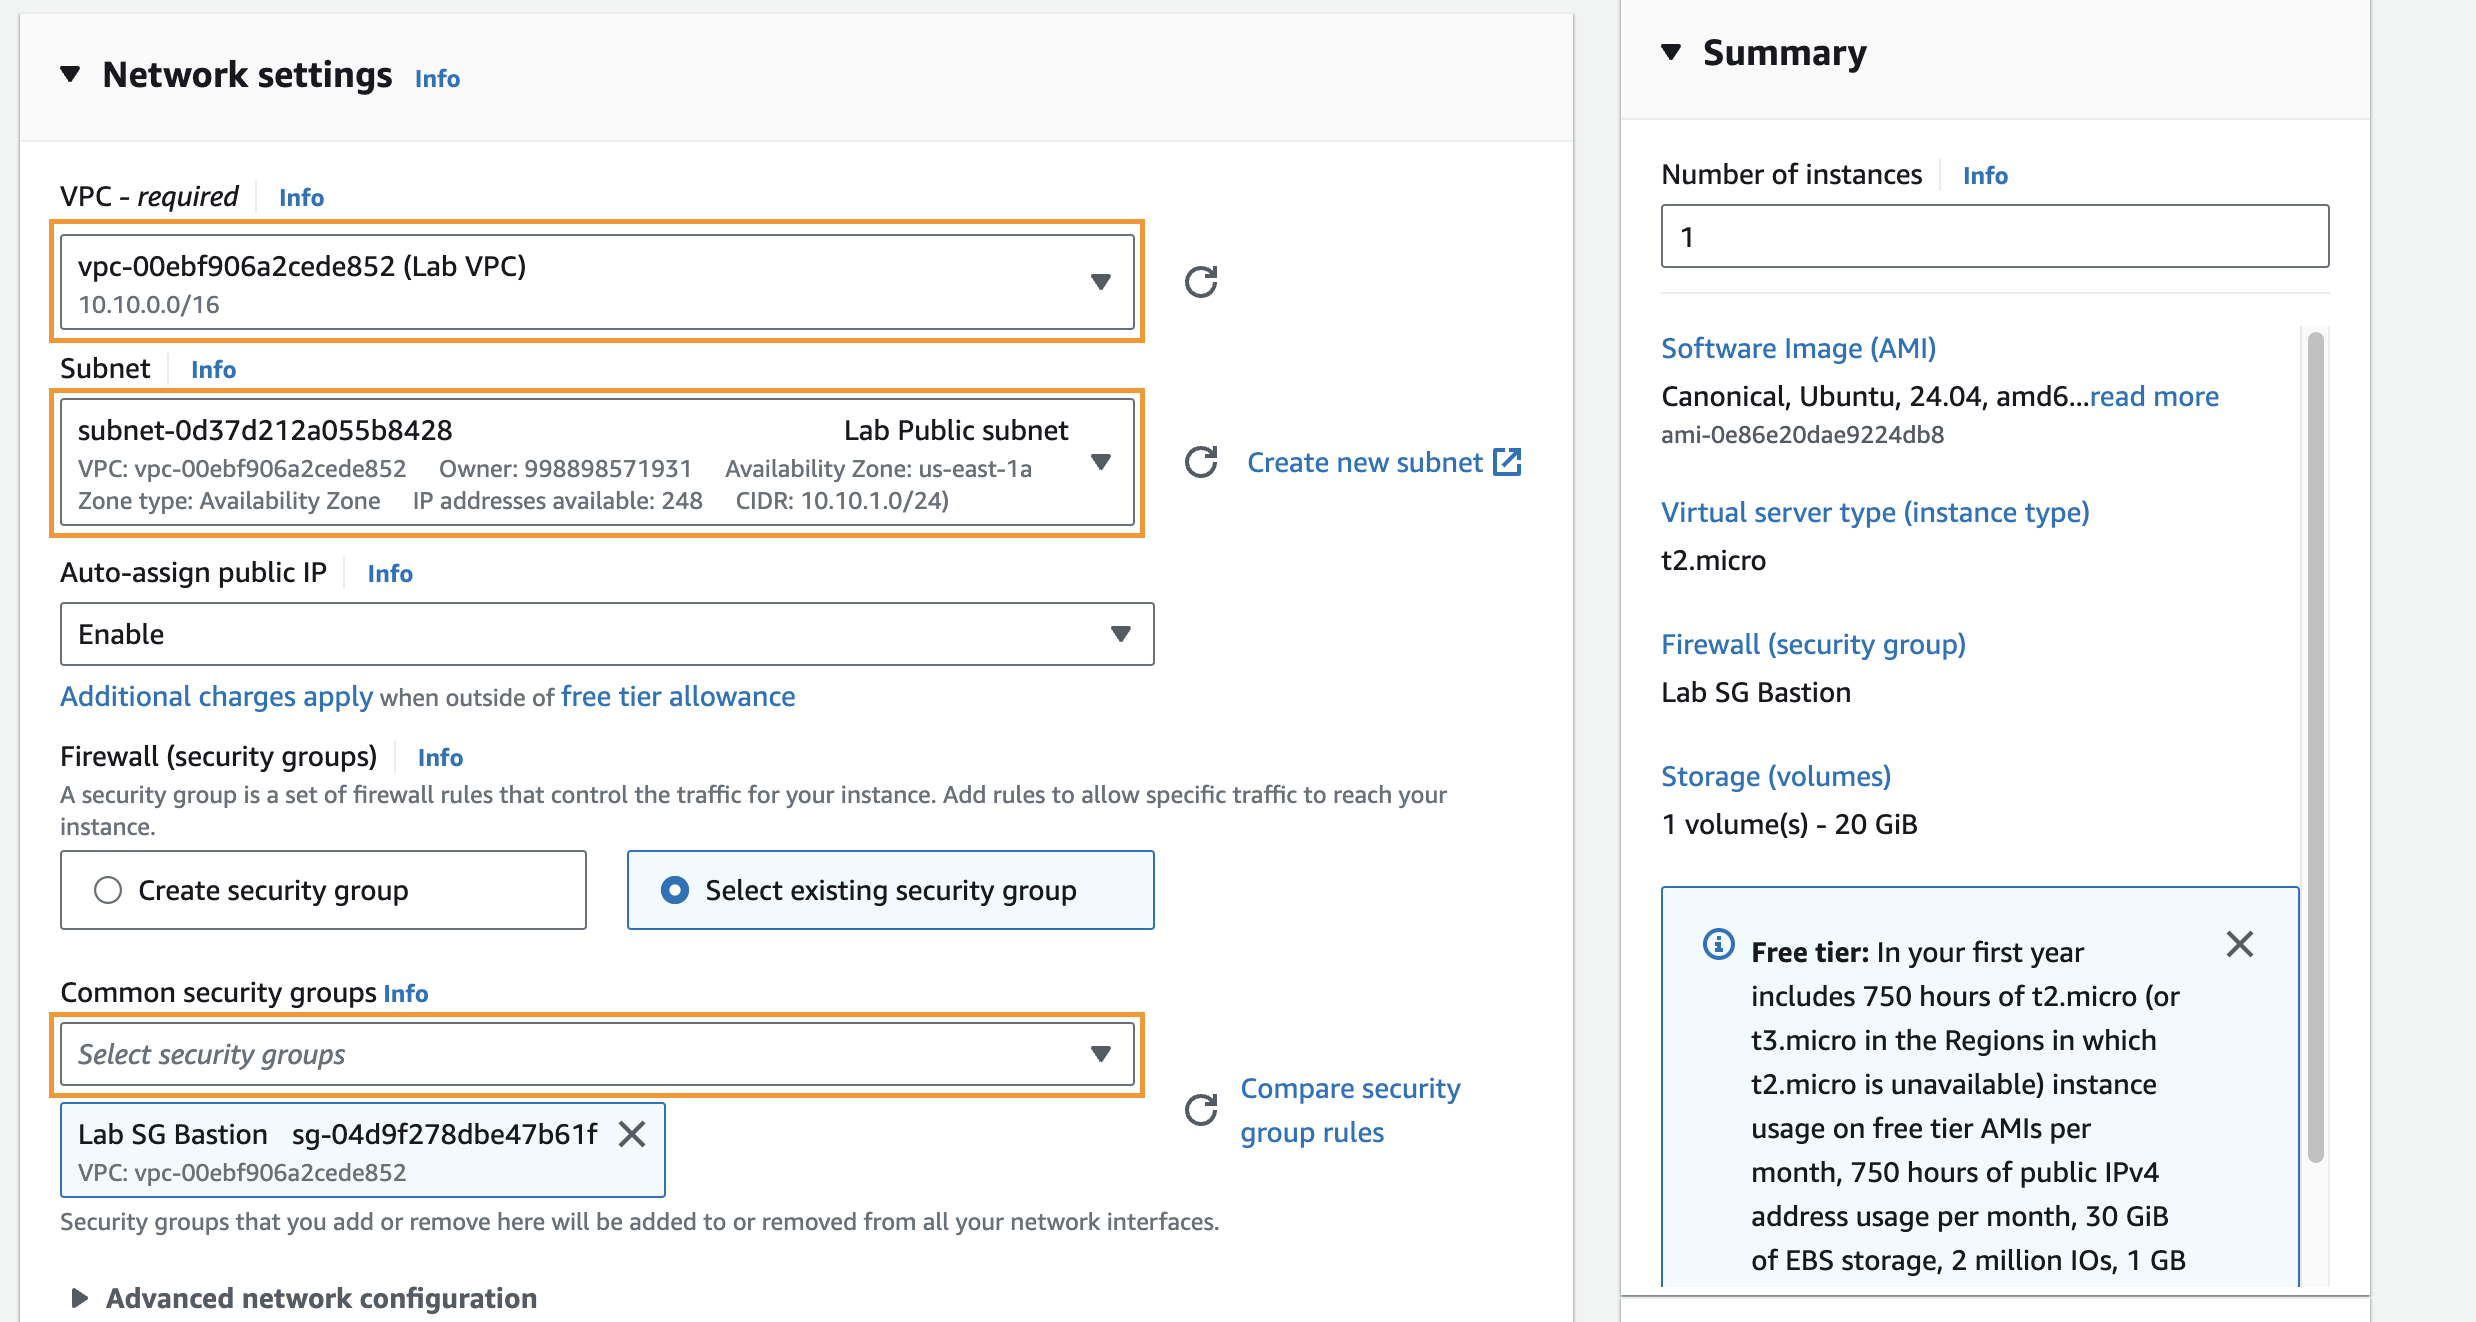 Network settings Info
VPC - required Info
vpc-00ebf906a2cede852 (Lab VPC)
10.10.0.0/16
Subnet Info
subnet-0d37d212a055b8428 Lab Public subnet
VPC: vpc-00ebf906a2cede852 Owner: 998898571931 Availability Zone: us-east-1a
Zone type: Availability Zone IP addresses available: 248 CIDR: 10.10.1.0/24)
Create new subnet
Auto-assign public IP Info
Enable
Additional charges apply when outside of free tier allowance
Firewall (security groups) Info
A security group is a set of firewall rules that control the traffic for your instance. Add rules to allow specific traffic to reach your
instance.
Create security group
Select existing security group
Common security groups Info
Select security groups
Lab SG Bastion sg-04d9f278dbe47b61f
VPC: vpc-00ebf906a2cede852
Compare security
group rules
Security groups that you add or remove here will be added to or removed from all your network interfaces.
Advanced network configuration
Summary
Number of instances Info
1
Software Image (AMI)
Canonical, Ubuntu, 24.04, amd6...read more
ami-0e86e20dae9224db8
Virtual server type (instance type)
t2.micro
Firewall (security group)
Lab SG Bastion
Storage (volumes)
1 volume(s) - 20 GiB
Free tier: In your first year
includes 750 hours of t2.micro (or
t3.micro in the Regions in which
t2.micro is unavailable) instance
usage on free tier AMIs per
month, 750 hours of public IPv4
address usage per month, 30 GiB
of EBS storage, 2 million IOs, 1 GB